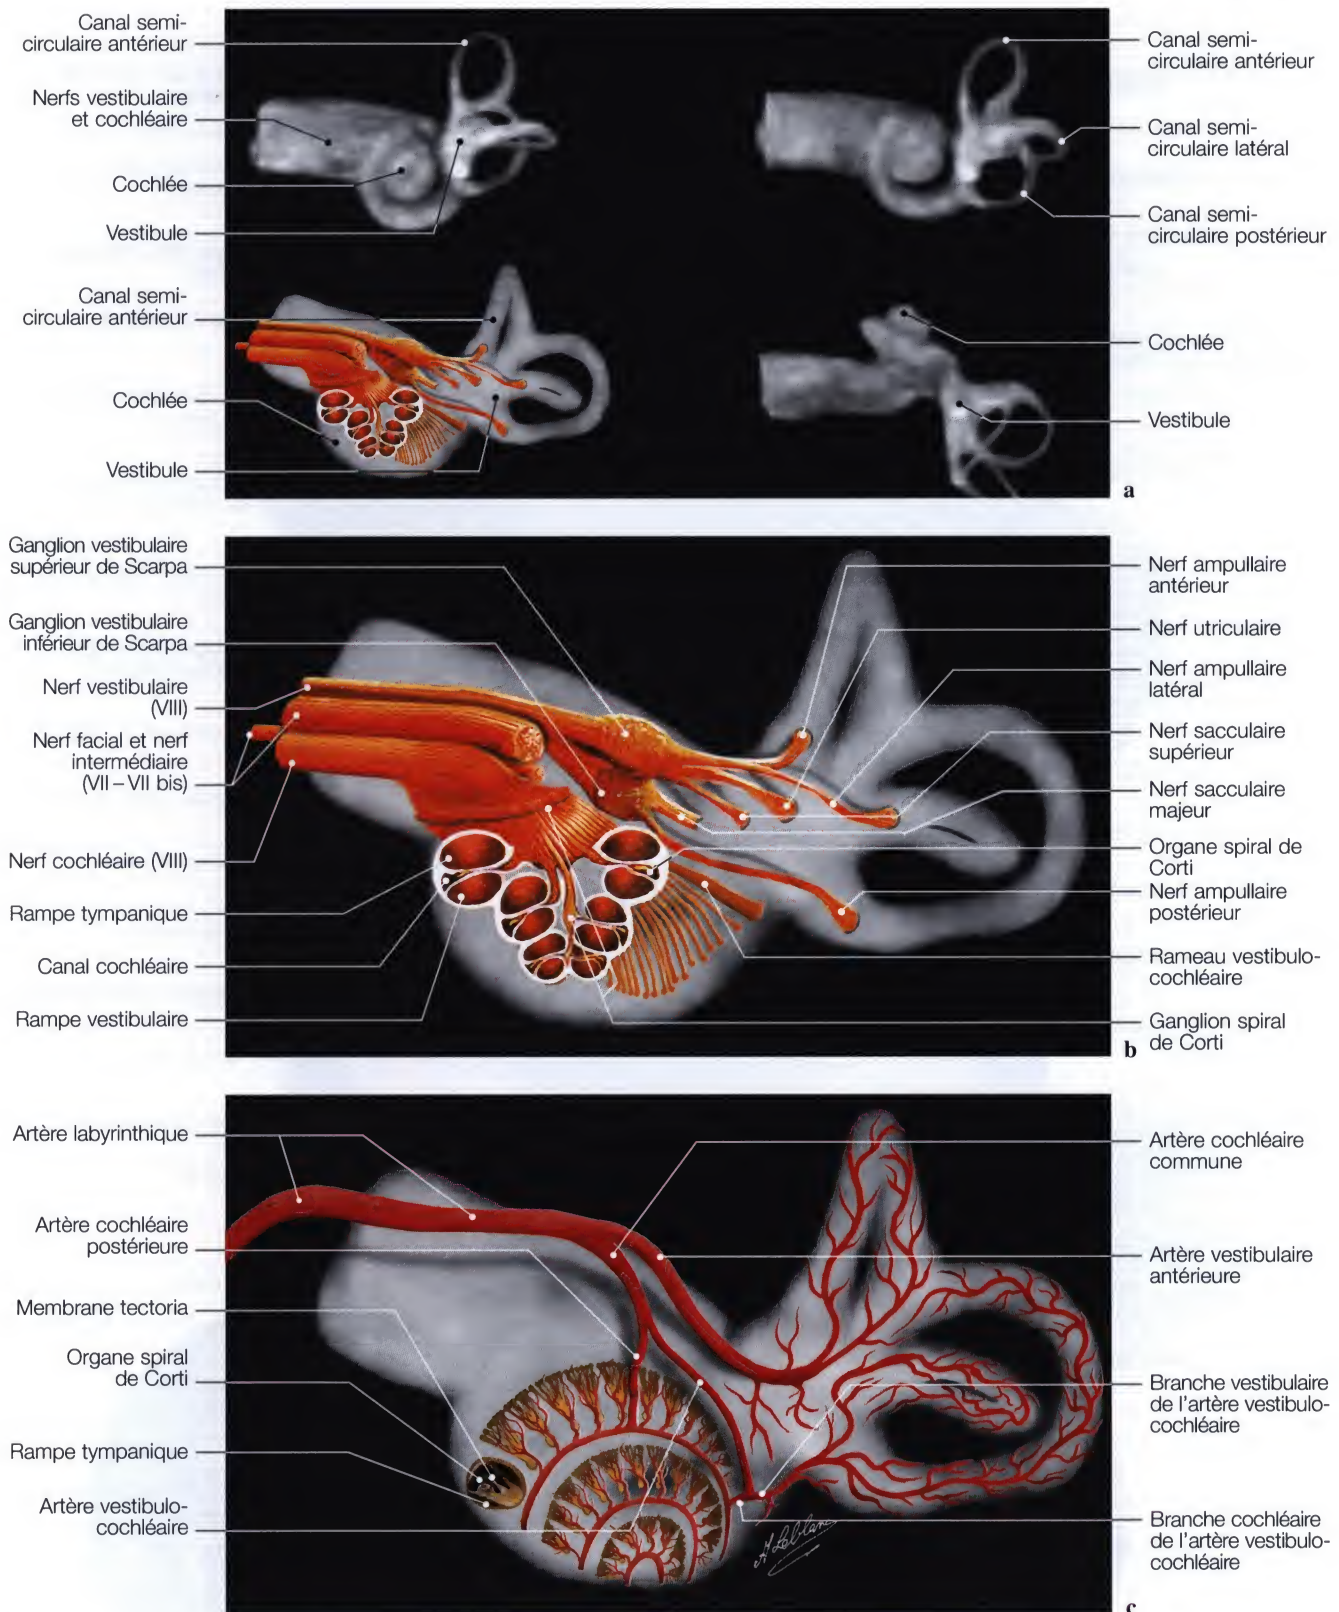 Canal semi-
circulaire antérieur
Nerfs vestibulaire
et cochléaire
Cochlée
Vestibule
Canal semi-
circulaire antérieur
Cochlée
Vestibule
Canal semi-
circulaire antérieur
Canal semi-
circulaire latéral
Canal semi-
circulaire postérieur
Cochlée
Vestibule
a
Ganglion vestibulaire
supérieur de Scarpa
Ganglion vestibulaire
inférieur de Scarpa
Nerf vestibulaire
(VIII)
Nerf facial et nerf
intermédiaire
(VII–VII bis)
Nerf cochléaire (VIII)
Rampe tympanique
Canal cochléaire
Rampe vestibulaire
Nerf ampullaire
antérieur
Nerf utriculaire
Nerf ampullaire
latéral
Nerf sacculaire
supérieur
Nerf sacculaire
majeur
Organe spiral de
Corti
Nerf ampullaire
postérieur
Rameau vestibulo-
cochléaire
Ganglion spiral
de Corti
b
Artère labyrinthique
Artère cochléaire
postérieure
Membrane tectoria
Organe spiral
de Corti
Rampe tympanique
Artère vestibulo-
cochléaire
Artère cochléaire
commune
Artère vestibulaire
antérieure
Branche vestibulaire
de l'artère vestibulo-
cochléaire
Branche cochléaire
de l'artère vestibulo-
cochléaire
A Leblanc
c